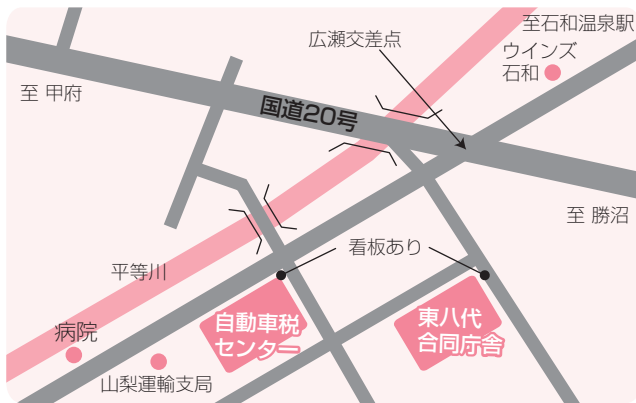 至石和温泉駅
広瀬交差点
ウインズ
石和
至 甲府
国道20号
至 勝沼
看板あり
平等川
自動車税
センター
東八代
合同庁舎
病院
山梨運輸支局